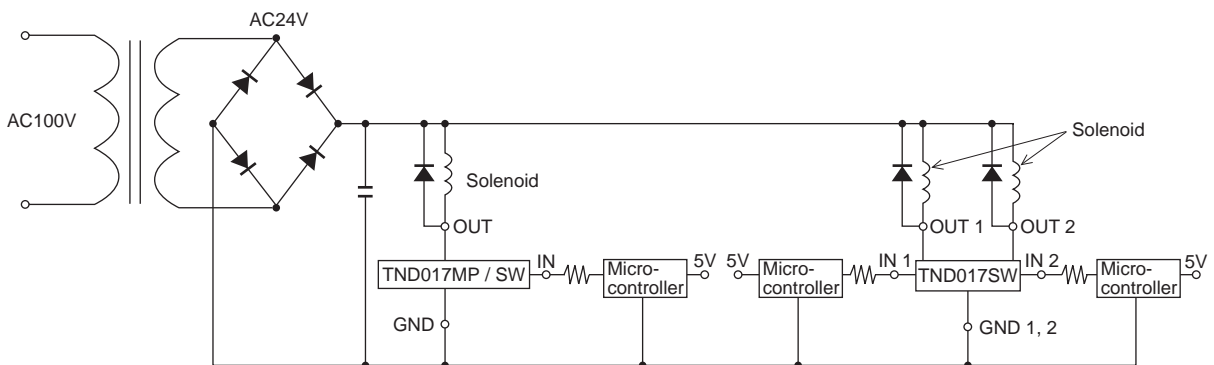 AC24V
AC100V
Solenoid
Solenoid
OUT
OUT 1
OUT 2
TND017MP / SW
IN
Micro-
controller
5V
5V
Micro-
controller
IN 1
TND017SW
IN 2
Micro-
controller
5V
GND
GND 1, 2